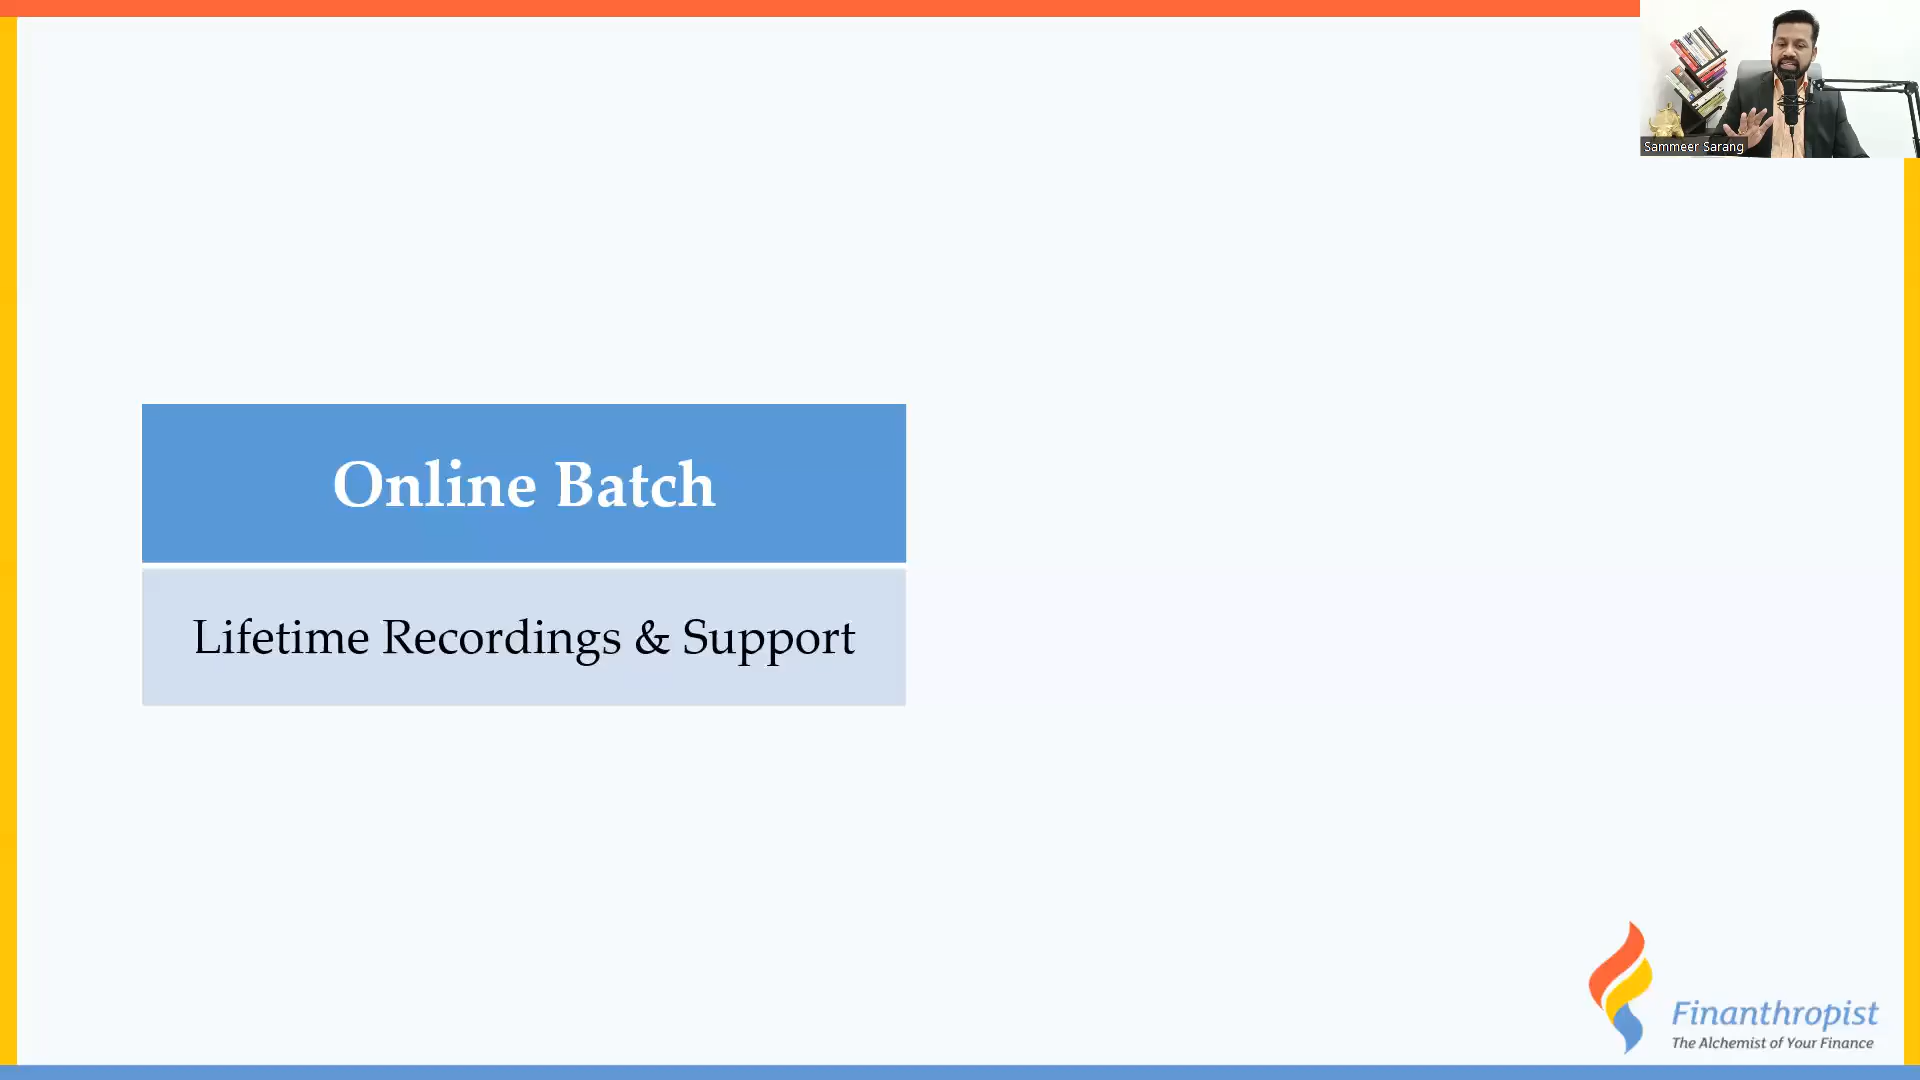 Sammeer Sarang
Online Batch
Lifetime Recordings & Support
Finanthropist
The Alchemist of Your Finance